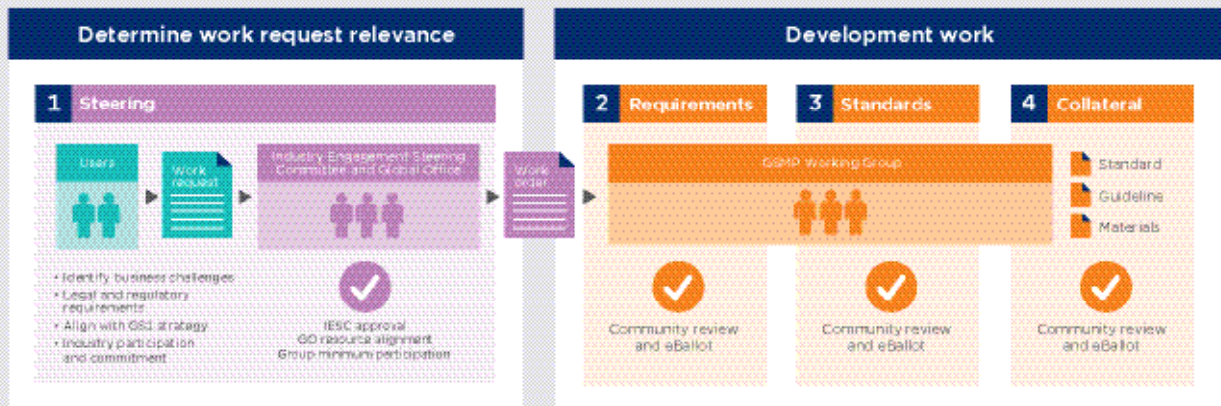 Determine work request relevance
Development work
1 Steering
Users
Work
request
Industry Engagement Steering
Committee and Global Office
Work
order
• Identify business challenges
• Legal and regulatory
requirements
• Align with GS1 strategy
• Industry participation
and commitment
IESC approval
GO resource alignment
Group minimum participation
2 Requirements
3 Standards
4 Collateral
GSMP Working Group
Standard
Guideline
Materials
Community review
and eBallot
Community review
and eBallot
Community review
and eBallot